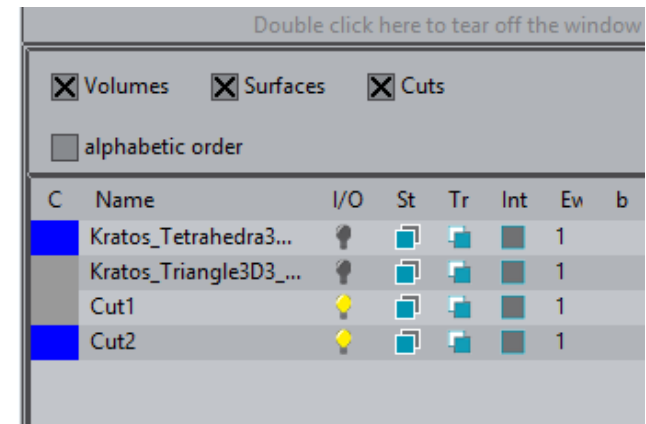 Double click here to tear off the window
Volumes Surfaces Cuts
alphabetic order
C Name I/O St Tr Int Ev b
Kratos_Tetrahedra3... 1
Kratos_Triangle3D3_... 1
Cut1 1
Cut2 1